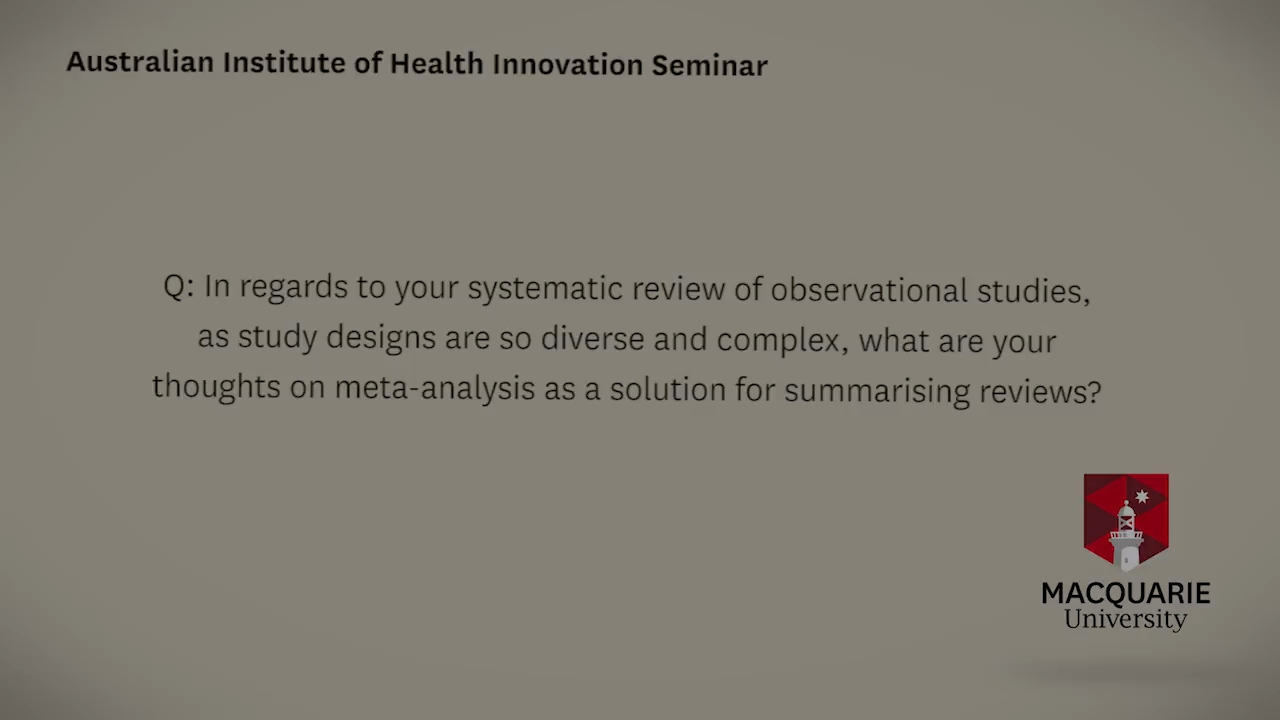 Australian Institute of Health Innovation Seminar
Q: In regards to your systematic review of observational studies,
as study designs are so diverse and complex, what are your
thoughts on meta-analysis as a solution for summarising reviews?
MACQUARIE
University